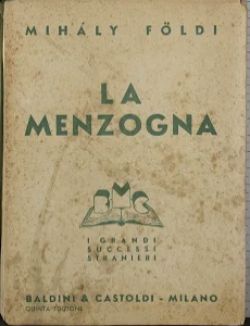 MIHÁLY FÖLDI
LA
MENZOGNA
BMC
I GRANDI
SUCCESSI
STRANIERI
BALDINI & CASTOLDI - MILANO
QUINTA EDIZIONE